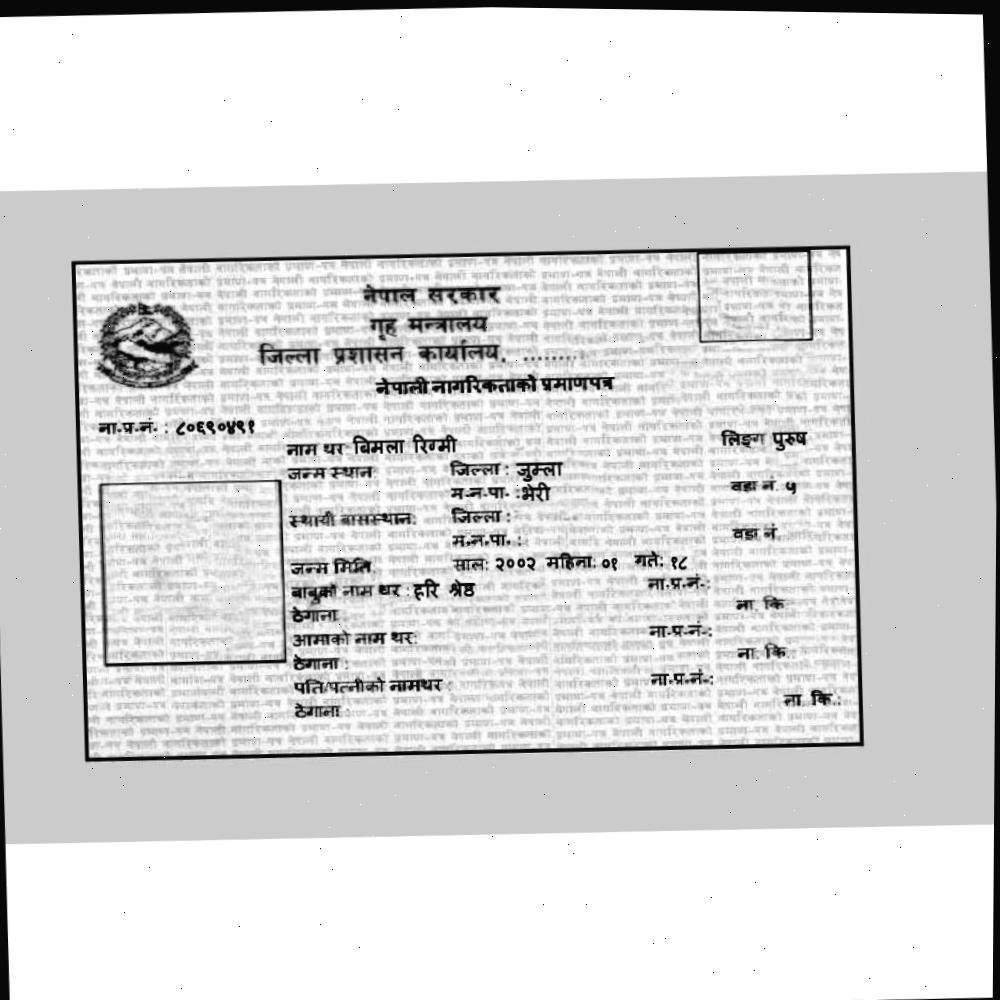 नेपाल सरकार
गृह मन्त्रालय
जिल्ला प्रशासन कार्यालय, ........
नेपाली नागरिकताको प्रमाणपत्र
ना.प्र.नं. : ८०६९०४९१
नाम थर: बिमला रिग्मी लिङ्ग पुरुष
जन्म स्थान: जिल्ला : जुम्ला
म.न.पा. :भेरी वडा नं. ५
स्थायी बासस्थान: जिल्ला :
म.न.पा. : वडा नं.
जन्म मिति: साल: २००२ महिना: ०१ गते: १८
बाबुको नाम थर : हरि श्रेष्ठ ना.प्र.नं.:
ठेगाना: ना. कि.:
आमाको नाम थर: ना.प्र.नं.:
ठेगाना : ना. कि.:
पति/पत्नीको नामथर : ना.प्र.नं.:
ठेगाना : ना. कि.: